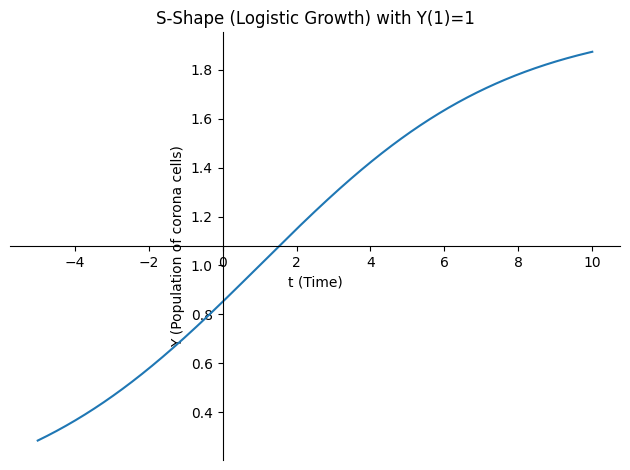 S-Shape (Logistic Growth) with Y(1)=1
1.8
1.6
1.4
1.2
1.0
0.8
0.6
0.4
Y (Population of corona cells)
−4 −2 0 2 4 6 8 10
t (Time)